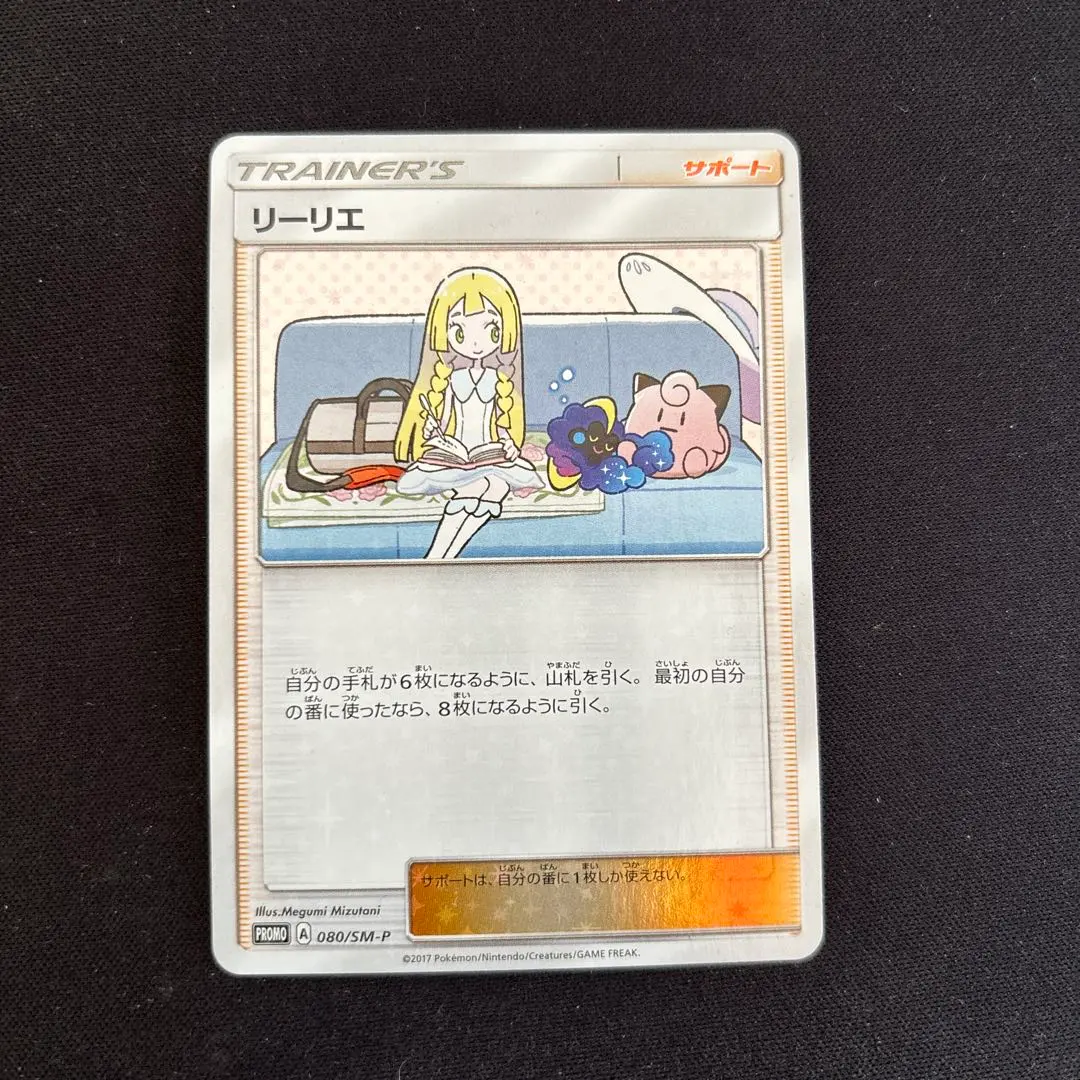 TRAINER'S サポート
リーリエ
自分の手札が6枚になるように、山札を引く。最初の自分
の番に使ったなら、8枚になるように引く。
サポートは、自分の番に1枚しか使えない。
Illus.Megumi Mizutani
PROMO A 080/SM-P
©2017 Pokémon/Nintendo/Creatures/GAME FREAK.